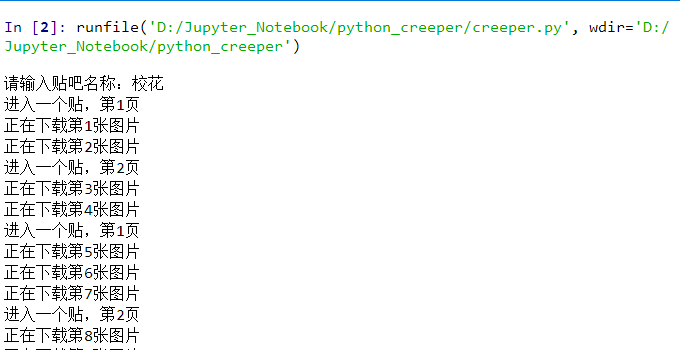 In [2]: runfile('D:/Jupyter_Notebook/python_creeper/creeper.py', wdir='D:/
Jupyter_Notebook/python_creeper')
请输入贴吧名称：校花
进入一个贴，第1页
正在下载第1张图片
正在下载第2张图片
进入一个贴，第2页
正在下载第3张图片
正在下载第4张图片
进入一个贴，第1页
正在下载第5张图片
正在下载第6张图片
正在下载第7张图片
进入一个贴，第2页
正在下载第8张图片